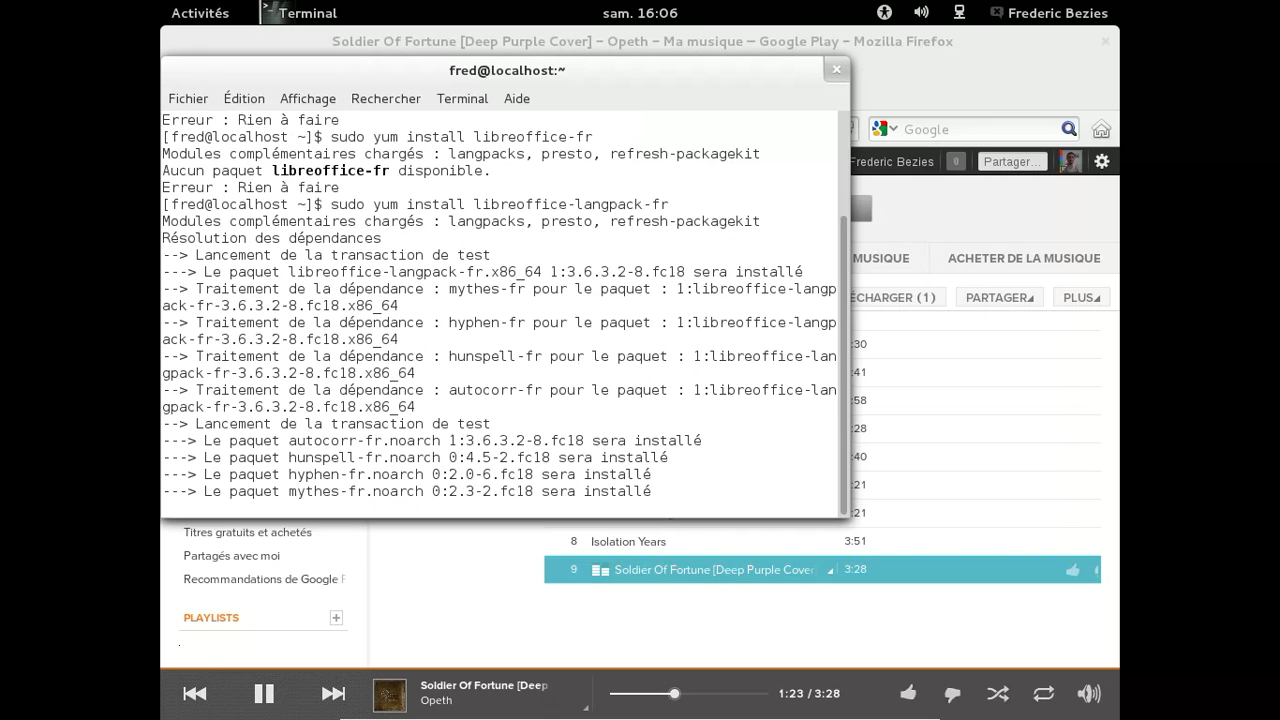 Activités
Terminal
sam. 16:06
Frederic Bezies
Soldier Of Fortune [Deep Purple Cover] – Opeth – Ma musique – Google Play – Mozilla Firefox
fred@localhost:~
Fichier Édition Affichage Rechercher Terminal Aide
Erreur : Rien à faire
[fred@localhost ~]$ sudo yum install libreoffice-fr
Modules complémentaires chargés : langpacks, presto, refresh-packagekit
Aucun paquet libreoffice-fr disponible.
Erreur : Rien à faire
[fred@localhost ~]$ sudo yum install libreoffice-langpack-fr
Modules complémentaires chargés : langpacks, presto, refresh-packagekit
Résolution des dépendances
--> Lancement de la transaction de test
---> Le paquet libreoffice-langpack-fr.x86_64 1:3.6.3.2-8.fc18 sera installé
--> Traitement de la dépendance : mythes-fr pour le paquet : 1:libreoffice-langp
ack-fr-3.6.3.2-8.fc18.x86_64
--> Traitement de la dépendance : hyphen-fr pour le paquet : 1:libreoffice-langp
ack-fr-3.6.3.2-8.fc18.x86_64
--> Traitement de la dépendance : hunspell-fr pour le paquet : 1:libreoffice-lan
gpack-fr-3.6.3.2-8.fc18.x86_64
--> Traitement de la dépendance : autocorr-fr pour le paquet : 1:libreoffice-lan
gpack-fr-3.6.3.2-8.fc18.x86_64
--> Lancement de la transaction de test
---> Le paquet autocorr-fr.noarch 1:3.6.3.2-8.fc18 sera installé
---> Le paquet hunspell-fr.noarch 0:4.5-2.fc18 sera installé
---> Le paquet hyphen-fr.noarch 0:2.0-6.fc18 sera installé
---> Le paquet mythes-fr.noarch 0:2.3-2.fc18 sera installé
Google
Frederic Bezies 0 Partager...
MUSIQUE ACHETER DE LA MUSIQUE
ÉCHARGER (1) PARTAGER PLUS
:30
:41
:58
:28
:40
:21
:21
8 Isolation Years 3:51
9 Soldier Of Fortune [Deep Purple Cover 3:28
Titres gratuits et achetés
Partagés avec moi
Recommandations de Google
PLAYLISTS
Soldier Of Fortune [Deep
Opeth
1:23 / 3:28